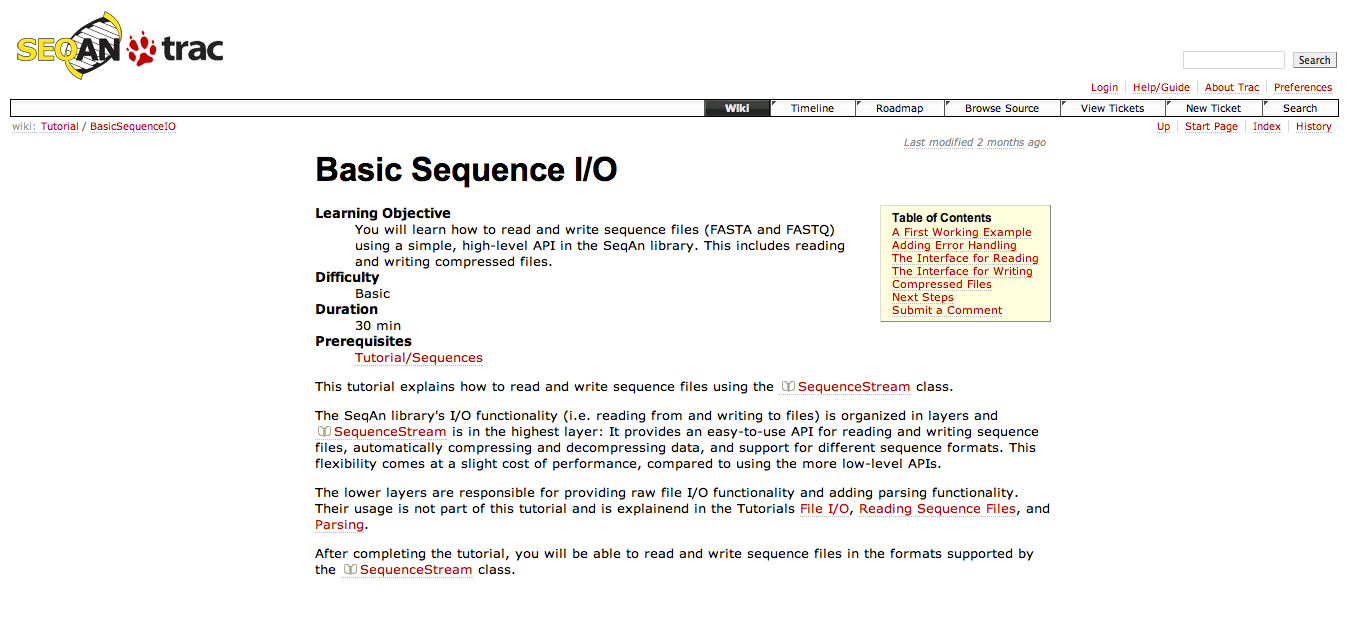 SEQAN trac
Search
Login Help/Guide About Trac Preferences
Wiki Timeline Roadmap Browse Source View Tickets New Ticket Search
wiki: Tutorial / BasicSequenceIO
Up Start Page Index History
Last modified 2 months ago
Basic Sequence I/O
Learning Objective
You will learn how to read and write sequence files (FASTA and FASTQ)
using a simple, high-level API in the SeqAn library. This includes reading
and writing compressed files.
Difficulty
Basic
Duration
30 min
Prerequisites
Tutorial/Sequences
Table of Contents
A First Working Example
Adding Error Handling
The Interface for Reading
The Interface for Writing
Compressed Files
Next Steps
Submit a Comment
This tutorial explains how to read and write sequence files using the SequenceStream class.
The SeqAn library's I/O functionality (i.e. reading from and writing to files) is organized in layers and
SequenceStream is in the highest layer: It provides an easy-to-use API for reading and writing sequence
files, automatically compressing and decompressing data, and support for different sequence formats. This
flexibility comes at a slight cost of performance, compared to using the more low-level APIs.
The lower layers are responsible for providing raw file I/O functionality and adding parsing functionality.
Their usage is not part of this tutorial and is explainend in the Tutorials File I/O, Reading Sequence Files, and
Parsing.
After completing the tutorial, you will be able to read and write sequence files in the formats supported by
the SequenceStream class.